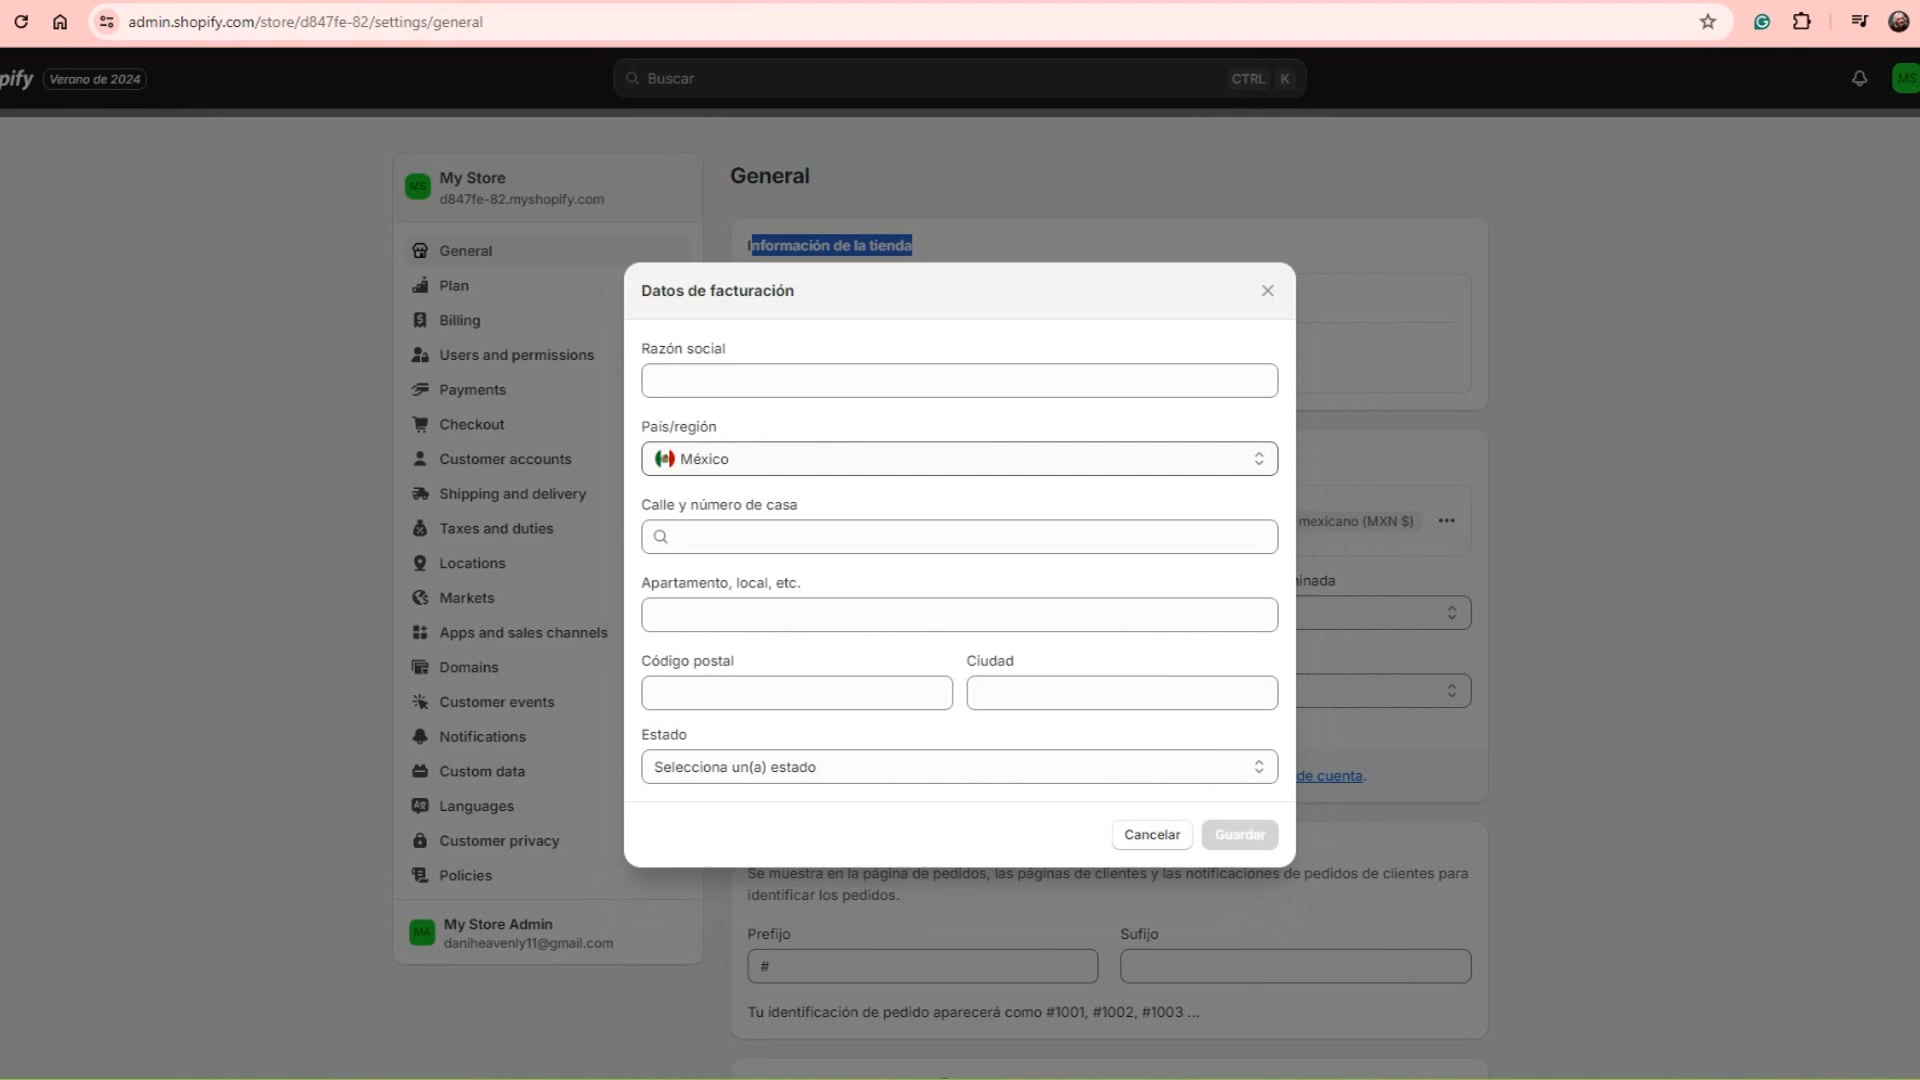 admin.shopify.com/store/d847fe-82/settings/general
pify Verano de 2024
Buscar CTRL K
MS
MS My Store
d847fe-82.myshopify.com
General
Plan
Billing
Users and permissions
Payments
Checkout
Customer accounts
Shipping and delivery
Taxes and duties
Locations
Markets
Apps and sales channels
Domains
Customer events
Notifications
Custom data
Languages
Customer privacy
Policies
MA My Store Admin
daniheavenly11@gmail.com
General
Información de la tienda
Datos de facturación
Razón social
País/región
México
Calle y número de casa
Apartamento, local, etc.
Código postal Ciudad
Estado
Selecciona un(a) estado
Cancelar Guardar
mexicano (MXN $)
inada
de cuenta.
Se muestra en la página de pedidos, las páginas de clientes y las notificaciones de pedidos de clientes para
identificar los pedidos.
Prefijo Sufijo
#
Tu identificación de pedido aparecerá como #1001, #1002, #1003 ...